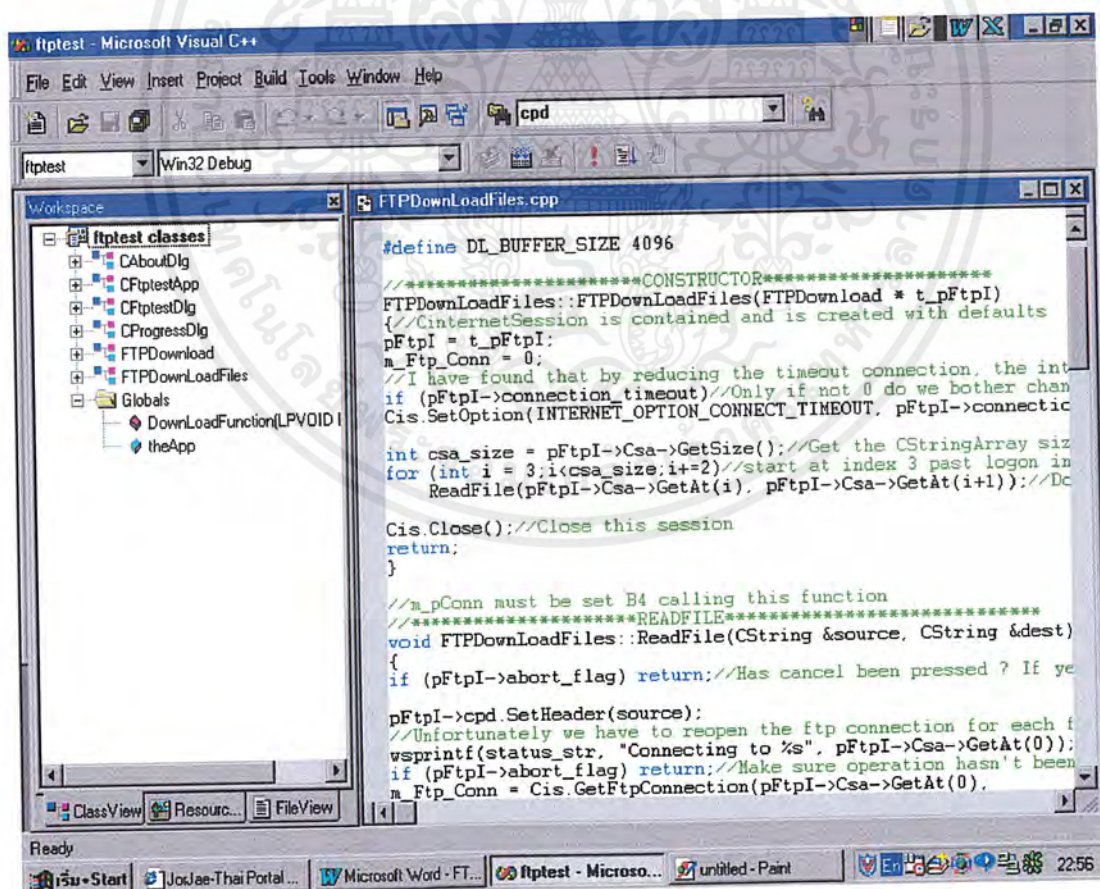 ftptest - Microsoft Visual C++
File Edit View Insert Project Build Tools Window Help
cpd
ftptest Win32 Debug
Workspace
ftptest classes
CAboutDlg
CFtptestApp
CFtptestDlg
CProgressDlg
FTPDownload
FTPDownLoadFiles
Globals
DownLoadFunction(LPVOID
theApp
ClassView Resourc... FileView
FTPDownLoadFiles.cpp
#define DL_BUFFER_SIZE 4096
//**********************CONSTRUCTOR**********************
FTPDownLoadFiles::FTPDownLoadFiles(FTPDownload * t_pFtpI)
{//CinternetSession is contained and is created with defaults
pFtpI = t_pFtpI;
m_Ftp_Conn = 0;
//I have found that by reducing the timeout connection, the int
if (pFtpI->connection_timeout)//Only if not 0 do we bother chan
Cis.SetOption(INTERNET_OPTION_CONNECT_TIMEOUT, pFtpI->connectic
int csa_size = pFtpI->Csa->GetSize();//Get the CStringArray siz
for (int i = 3;i<csa_size;i+=2)//start at index 3 past logon in
ReadFile(pFtpI->Csa->GetAt(i), pFtpI->Csa->GetAt(i+1));//Dc
Cis.Close();//Close this session
return;
}
//m_pConn must be set B4 calling this function
//**********************READFILE****************************
void FTPDownLoadFiles::ReadFile(CString &source, CString &dest)
{
if (pFtpI->abort_flag) return;//Has cancel been pressed ? If ye
pFtpI->cpd.SetHeader(source);
//Unfortunately we have to reopen the ftp connection for each f
wsprintf(status_str, "Connecting to %s", pFtpI->Csa->GetAt(0));
if (pFtpI->abort_flag) return;//Make sure operation hasn't been
m_Ftp_Conn = Cis.GetFtpConnection(pFtpI->Csa->GetAt(0),
Ready
เริ่ม-Start JosJae-Thai Portal ... Microsoft Word - FT... ftptest - Microso... untitled - Paint En 22:56